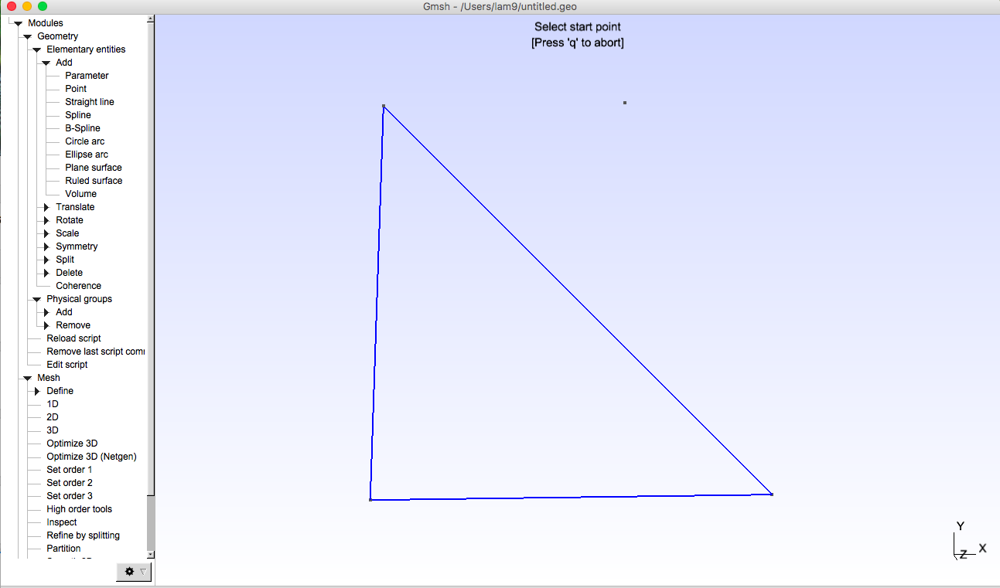 Gmsh - /Users/lam9/untitled.geo
Modules
Geometry
Elementary entities
Add
Parameter
Point
Straight line
Spline
B-Spline
Circle arc
Ellipse arc
Plane surface
Ruled surface
Volume
Translate
Rotate
Scale
Symmetry
Split
Delete
Coherence
Physical groups
Add
Remove
Reload script
Remove last script com
Edit script
Mesh
Define
1D
2D
3D
Optimize 3D
Optimize 3D (Netgen)
Set order 1
Set order 2
Set order 3
High order tools
Inspect
Refine by splitting
Partition
Select start point
[Press 'q' to abort]
Y
Z X